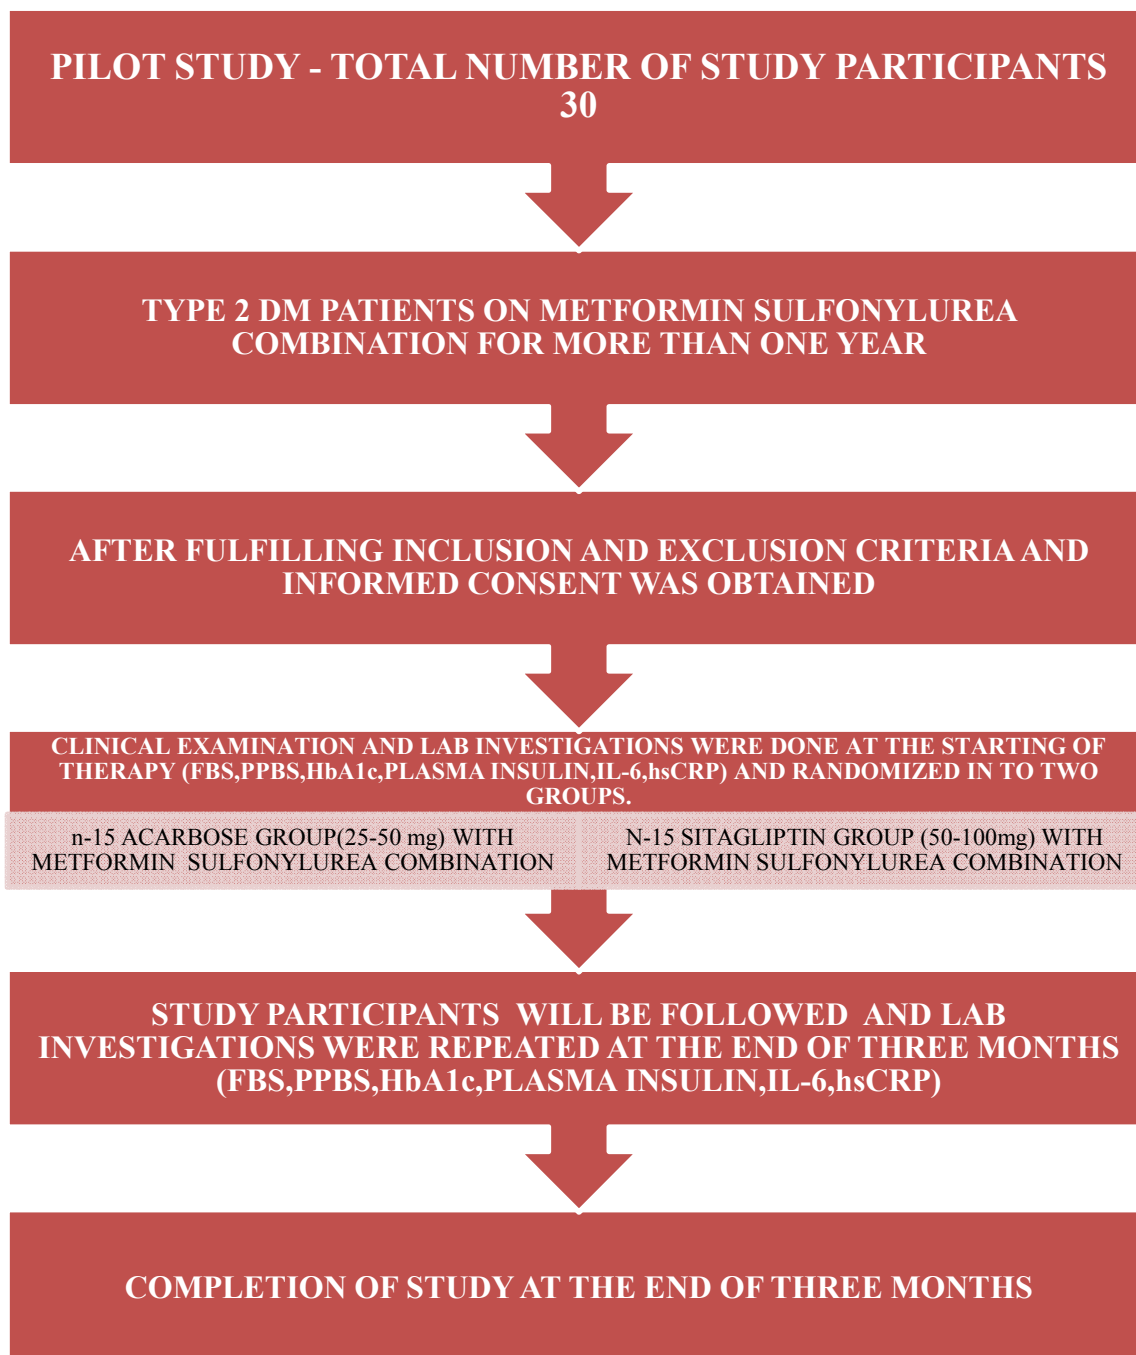 PILOT STUDY - TOTAL NUMBER OF STUDY PARTICIPANTS
30
TYPE 2 DM PATIENTS ON METFORMIN SULFONYLUREA
COMBINATION FOR MORE THAN ONE YEAR
AFTER FULFILLING INCLUSION AND EXCLUSION CRITERIA AND
INFORMED CONSENT WAS OBTAINED
CLINICAL EXAMINATION AND LAB INVESTIGATIONS WERE DONE AT THE STARTING OF
THERAPY (FBS,PPBS,HbA1c,PLASMA INSULIN,IL-6,hsCRP) AND RANDOMIZED IN TO TWO
GROUPS.
n-15 ACARBOSE GROUP(25-50 mg) WITH
METFORMIN SULFONYLUREA COMBINATION
N-15 SITAGLIPTIN GROUP (50-100mg) WITH
METFORMIN SULFONYLUREA COMBINATION
STUDY PARTICIPANTS WILL BE FOLLOWED AND LAB
INVESTIGATIONS WERE REPEATED AT THE END OF THREE MONTHS
(FBS,PPBS,HbA1c,PLASMA INSULIN,IL-6,hsCRP)
COMPLETION OF STUDY AT THE END OF THREE MONTHS